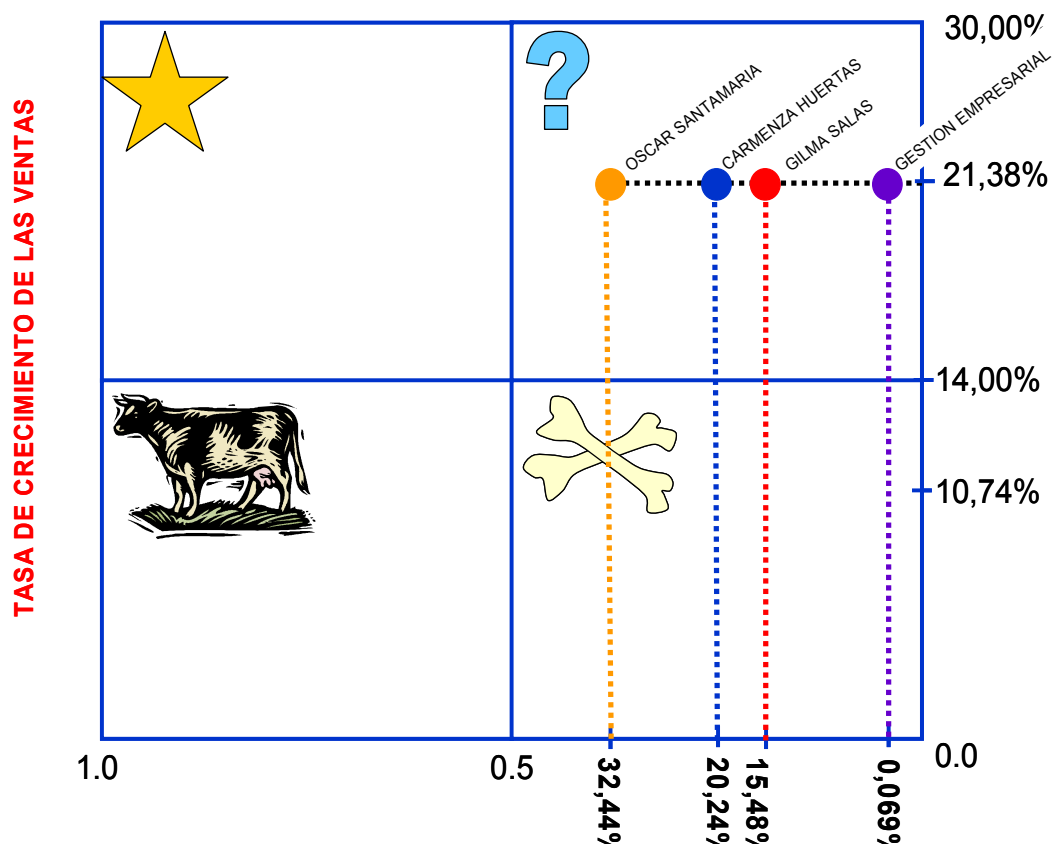 30,00%
?
OSCAR SANTAMARIA
CARMENZA HUERTAS
GILMA SALAS
GESTION EMPRESARIAL
21,38%
TASA DE CRECIMIENTO DE LAS VENTAS
14,00%
10,74%
1.0
0.5
0.0
32,44%
20,24%
15,48%
0,069%